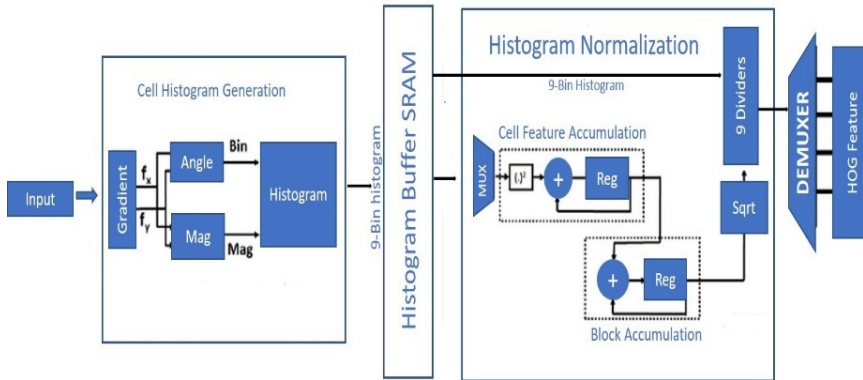 Input
Cell Histogram Generation
Gradient
fx
fy
Angle
Mag
Bin
Mag
Histogram
9-Bin histogram
Histogram Buffer SRAM
Histogram Normalization
9-Bin Histogram
Cell Feature Accumulation
MUX
(.)²
+
Reg
+
Reg
Block Accumulation
9 Dividers
Sqrt
DEMUXER
HOG Feature